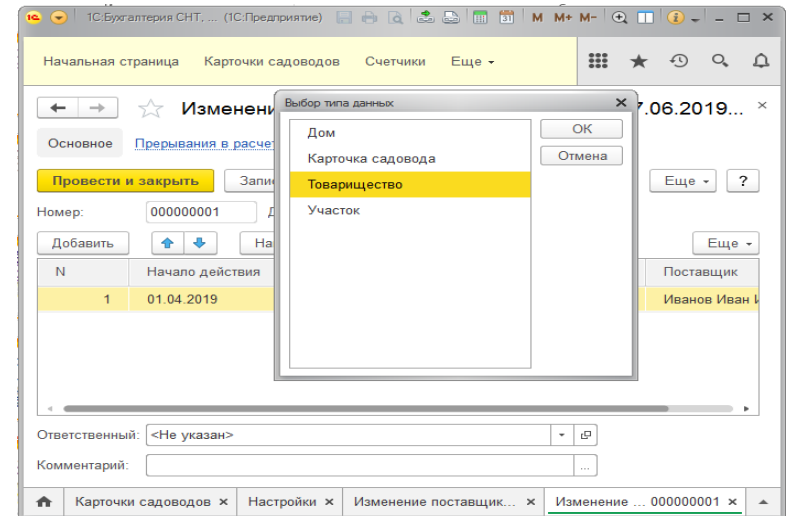 1С:Бухгалтерия СНТ, ... (1С:Предприятие) M M+ M-
Начальная страница Карточки садоводов Счетчики Еще
Изменени 7.06.2019...
Основное Прерывания в расчет
Провести и закрыть Запи Еще ?
Номер: 000000001 Д
Добавить На Еще
N Начало действия Поставщик
1 01.04.2019 Иванов Иван И
Выбор типа данных
Дом
Карточка садовода
Товарищество
Участок
ОК
Отмена
Ответственный: <Не указан>
Комментарий: ...
Карточки садоводов Настройки Изменение поставщик... Изменение ... 000000001